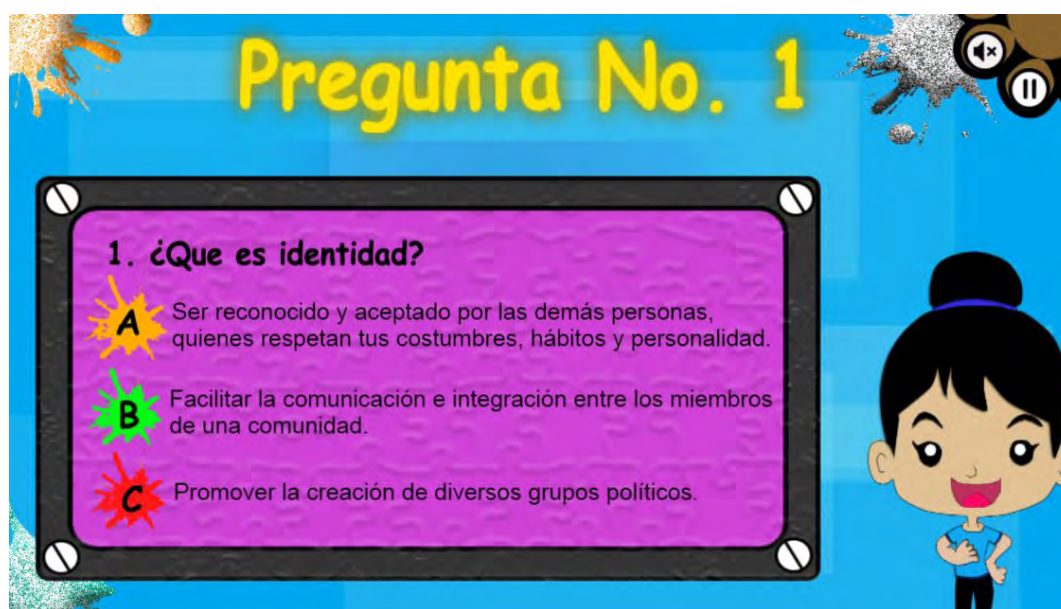 Pregunta No. 1
1. ¿Que es identidad?
A
Ser reconocido y aceptado por las demás personas,
quienes respetan tus costumbres, hábitos y personalidad.
B
Facilitar la comunicación e integración entre los miembros
de una comunidad.
C
Promover la creación de diversos grupos políticos.